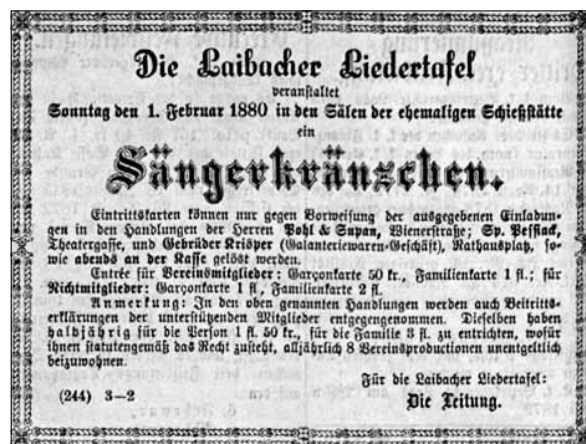 Die Laibacher Liedertafel
veranstaltet
Sonntag den 1. Februar 1880 in den Sälen der ehemaligen Schießstätte
ein
Sängerkränzchen.
Eintrittskarten können nur gegen Vorweisung der ausgegebenen Einladun-
gen in den Handlungen der Herren Pohl & Supan, Wienerstraße; Sp. Pessiack,
Theatergasse, und Gebrüder Krisper (Galanteriewaren-Geschäft), Rathausplatz, so-
wie abends an der Kasse gelöst werden.
Entrée für Vereinsmitglieder: Garçonkarte 50 kr., Familienkarte 1 fl.; für
Nichtmitglieder: Garçonkarte 1 fl., Familienkarte 2 fl.
Anmerkung: In den oben genannten Handlungen werden auch Beitritts-
erklärungen der unterstützenden Mitglieder entgegengenommen. Dieselben haben
halbjährig für die Person 1 fl. 50 kr., für die Familie 3 fl. zu entrichten, wofür
ihnen statutengemäß das Recht zusteht, alljährlich 8 Vereinsproductionen unentgeltlich
beizuwohnen.
Für die Laibacher Liedertafel:
(244) 3—2 Die Leitung.